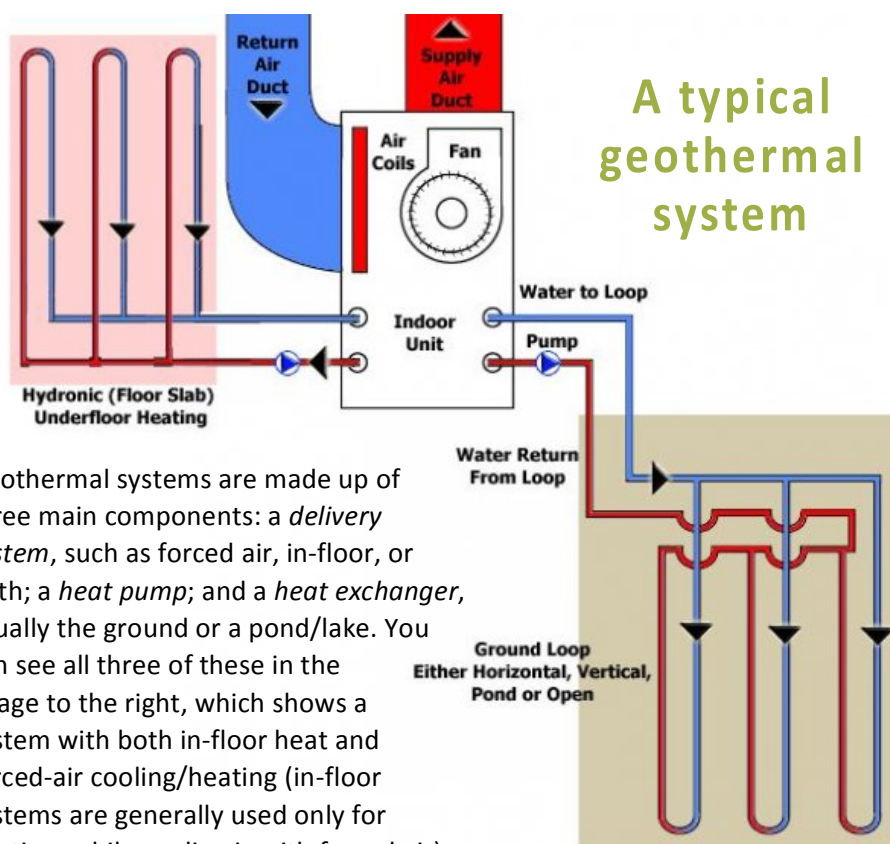 Return
Air
Duct
Supply
Air
Duct
A typical
geothermal
system
Air
Coils
Fan
Indoor
Unit
Water to Loop
Pump
Hydronic (Floor Slab)
Underfloor Heating
Water Return
From Loop
Ground Loop
Either Horizontal, Vertical,
Pond or Open
othermal systems are made up of
ree main components: a delivery
stem, such as forced air, in-floor, or
th; a heat pump; and a heat exchanger,
ually the ground or a pond/lake. You
n see all three of these in the
age to the right, which shows a
stem with both in-floor heat and
rced-air cooling/heating (in-floor
stems are generally used only for